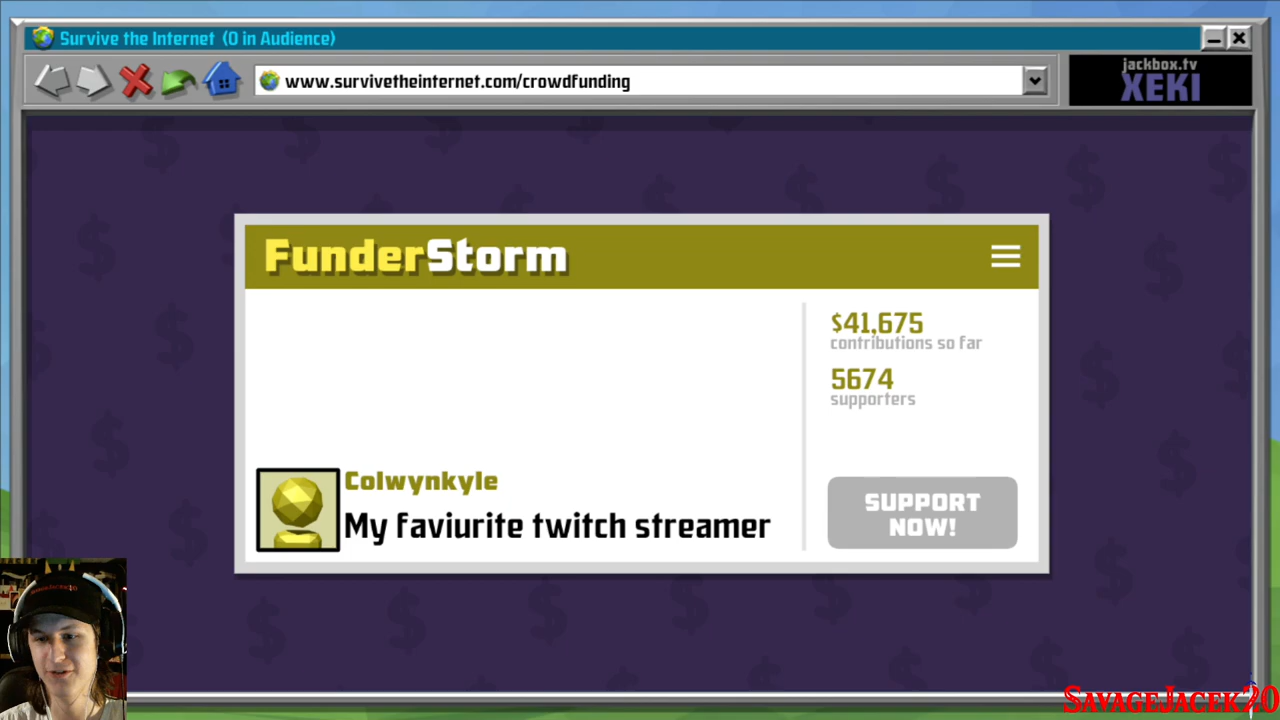 Survive the Internet (0 in Audience)
www.survivetheinternet.com/crowdfunding
jackbox.tv
XEKI
FunderStorm
$41,675
contributions so far
5674
supporters
Colwynkyle
My faviurite twitch streamer
SUPPORT
NOW!
SavageJacek20